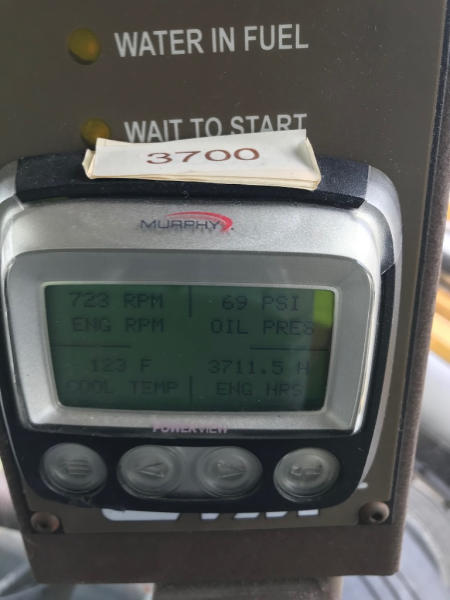 WATER IN FUEL
WAIT TO START
3700
MURPHY
723 RPM 69 PSI
ENG RPM OIL PRES
123 F 3711.5 H
COOL TEMP ENG HRS
POWERVIEW